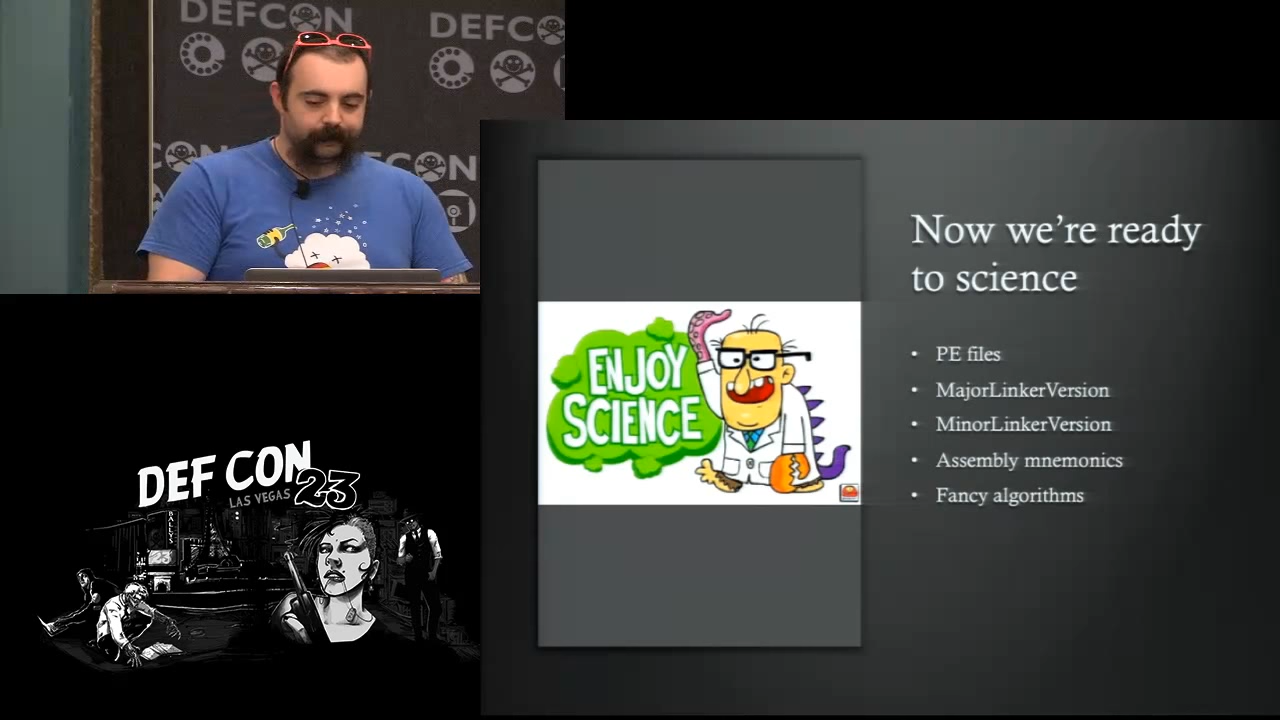 DEFCON
DEFCON
CON
Now we're ready
to science
ENJOY
SCIENCE
• PE files
• MajorLinkerVersion
• MinorLinkerVersion
• Assembly mnemonics
• Fancy algorithms
DEF CON
LAS VEGAS 23
BALLY'S
23